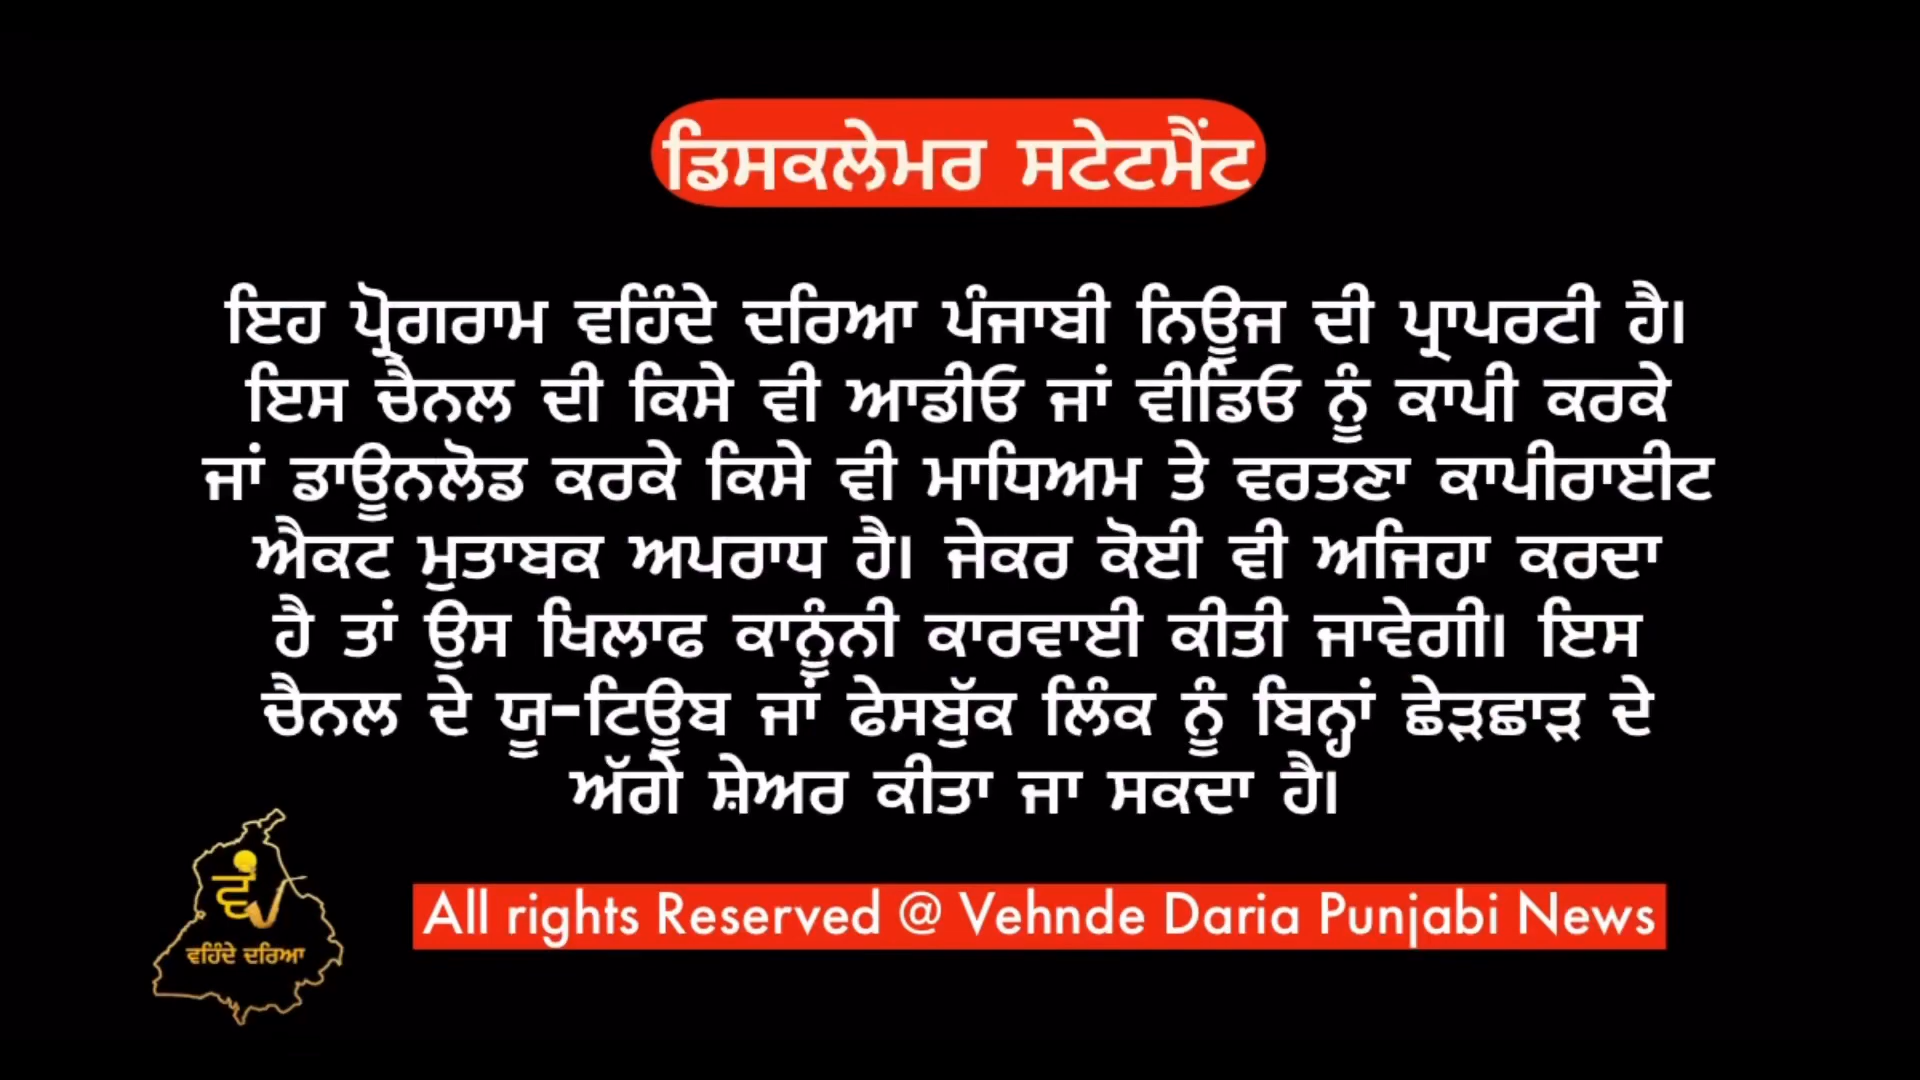 ਡਿਸਕਲੇਮਰ ਸਟੇਟਮੈਂਟ
ਇਹ ਪ੍ਰੋਗਰਾਮ ਵਹਿੰਦੇ ਦਰਿਆ ਪੰਜਾਬੀ ਨਿਊਜ ਦੀ ਪ੍ਰਾਪਰਟੀ ਹੈ।
ਇਸ ਚੈਨਲ ਦੀ ਕਿਸੇ ਵੀ ਆਡੀਓ ਜਾਂ ਵੀਡਿਓ ਨੂੰ ਕਾਪੀ ਕਰਕੇ
ਜਾਂ ਡਾਊਨਲੋਡ ਕਰਕੇ ਕਿਸੇ ਵੀ ਮਾਧਿਅਮ ਤੇ ਵਰਤਣਾ ਕਾਪੀਰਾਈਟ
ਐਕਟ ਮੁਤਾਬਕ ਅਪਰਾਧ ਹੈ। ਜੇਕਰ ਕੋਈ ਵੀ ਅਜਿਹਾ ਕਰਦਾ
ਹੈ ਤਾਂ ਉਸ ਖਿਲਾਫ ਕਾਨੂੰਨੀ ਕਾਰਵਾਈ ਕੀਤੀ ਜਾਵੇਗੀ। ਇਸ
ਚੈਨਲ ਦੇ ਯੂ-ਟਿਊਬ ਜਾਂ ਫੇਸਬੁੱਕ ਲਿੰਕ ਨੂੰ ਬਿਨ੍ਹਾਂ ਛੇੜਛਾੜ ਦੇ
ਅੱਗੇ ਸ਼ੇਅਰ ਕੀਤਾ ਜਾ ਸਕਦਾ ਹੈ।
All rights Reserved @ Vehnde Daria Punjabi News
ਵਹਿੰਦੇ ਦਰਿਆ